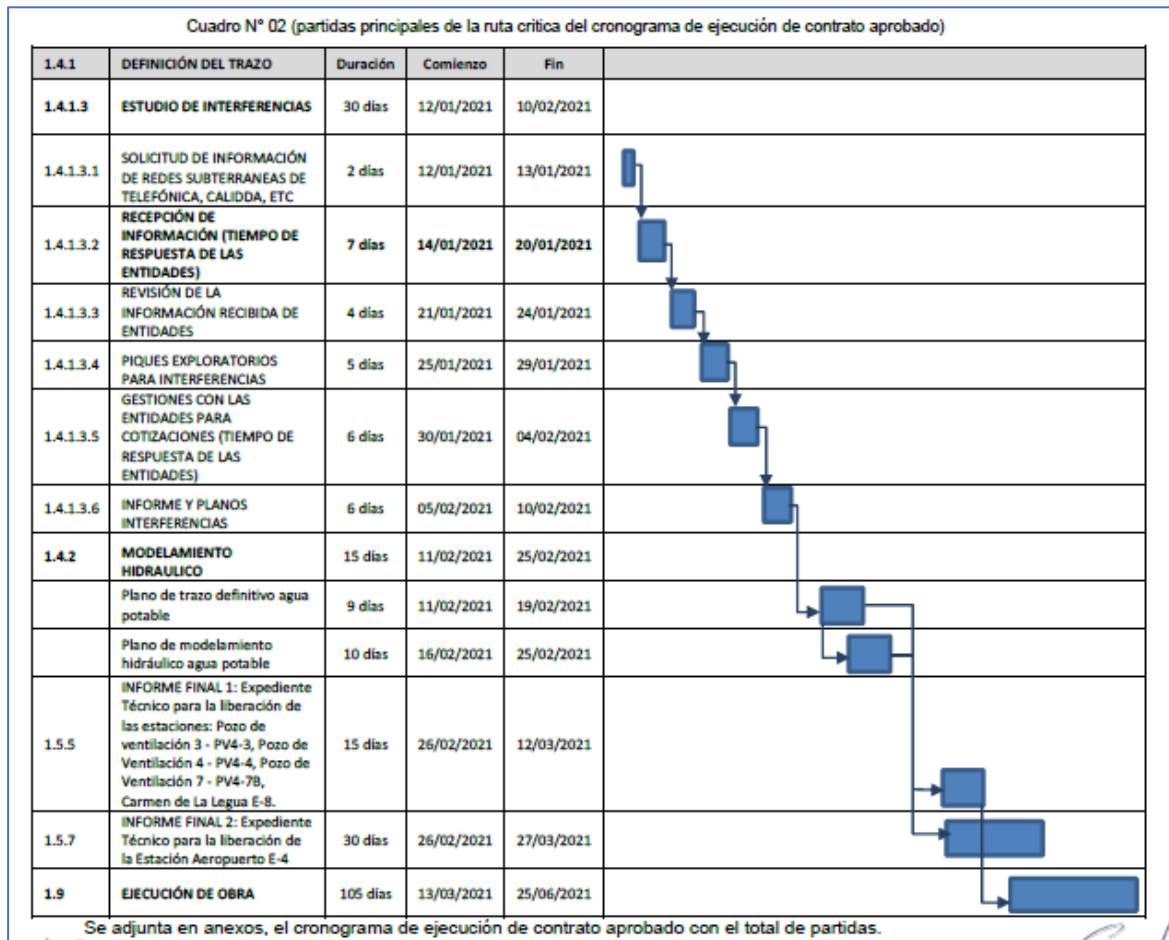 Cuadro N° 02 (partidas principales de la ruta critica del cronograma de ejecución de contrato aprobado)
1.4.1 DEFINICIÓN DEL TRAZO Duración Comienzo Fin
1.4.1.3 ESTUDIO DE INTERFERENCIAS 30 días 12/01/2021 10/02/2021
SOLICITUD DE INFORMACIÓN
1.4.1.3.1 DE REDES SUBTERRANEAS DE 2 días 12/01/2021 13/01/2021
TELEFÓNICA, CALIDDA, ETC
RECEPCIÓN DE
INFORMACIÓN (TIEMPO DE
1.4.1.3.2 RESPUESTA DE LAS 7 días 14/01/2021 20/01/2021
ENTIDADES)
REVISIÓN DE LA
1.4.1.3.3 INFORMACIÓN RECIBIDA DE 4 días 21/01/2021 24/01/2021
ENTIDADES
1.4.1.3.4 PIQUES EXPLORATORIOS 5 días 25/01/2021 29/01/2021
PARA INTERFERENCIAS
GESTIONES CON LAS
ENTIDADES PARA
1.4.1.3.5 COTIZACIONES (TIEMPO DE 6 días 30/01/2021 04/02/2021
RESPUESTA DE LAS
ENTIDADES)
1.4.1.3.6 INFORME Y PLANOS 6 días 05/02/2021 10/02/2021
INTERFERENCIAS
1.4.2 MODELAMIENTO 15 días 11/02/2021 25/02/2021
HIDRAULICO
Plano de trazo definitivo agua 9 días 11/02/2021 19/02/2021
potable
Plano de modelamiento 10 días 16/02/2021 25/02/2021
hidráulico agua potable
INFORME FINAL 1: Expediente
Técnico para la liberación de
las estaciones: Pozo de
1.5.5 ventilación 3 - PV4-3, Pozo de 15 días 26/02/2021 12/03/2021
Ventilación 4 - PV4-4, Pozo de
Ventilación 7 - PV4-7B,
Carmen de La Legua E-8.
INFORME FINAL 2: Expediente
1.5.7 Técnico para la liberación de 30 días 26/02/2021 27/03/2021
la Estación Aeropuerto E-4
1.9 EJECUCIÓN DE OBRA 105 días 13/03/2021 25/06/2021
Se adjunta en anexos, el cronograma de ejecución de contrato aprobado con el total de partidas.